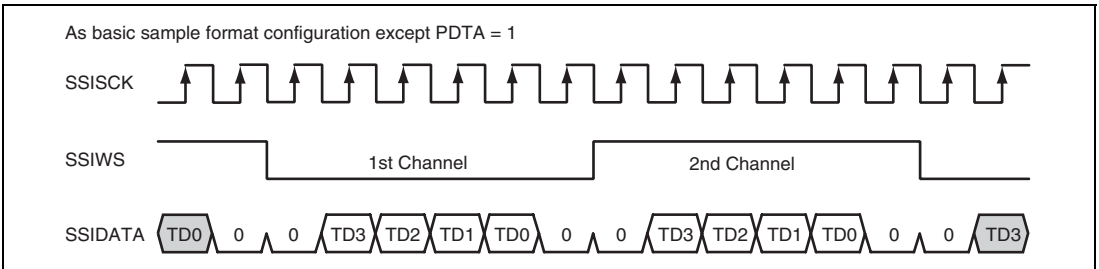 As basic sample format configuration except PDTA = 1
SSISCK
SSIWS 1st Channel 2nd Channel
SSIDATA TD0 0 0 TD3 TD2 TD1 TD0 0 0 TD3 TD2 TD1 TD0 0 0 TD3